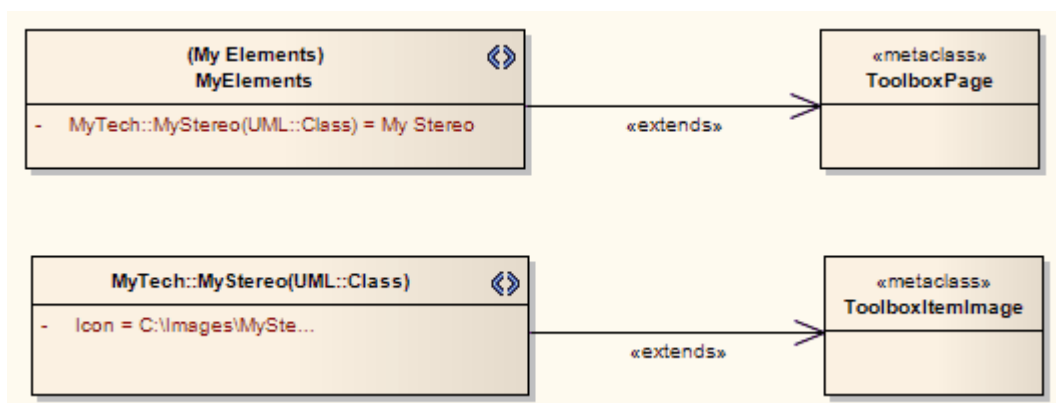 (My Elements)
MyElements
- MyTech::MyStereo(UML::Class) = My Stereo
«extends»
«metaclass»
ToolboxPage
MyTech::MyStereo(UML::Class)
- Icon = C:\Images\MySte...
«extends»
«metaclass»
ToolboxItemImage